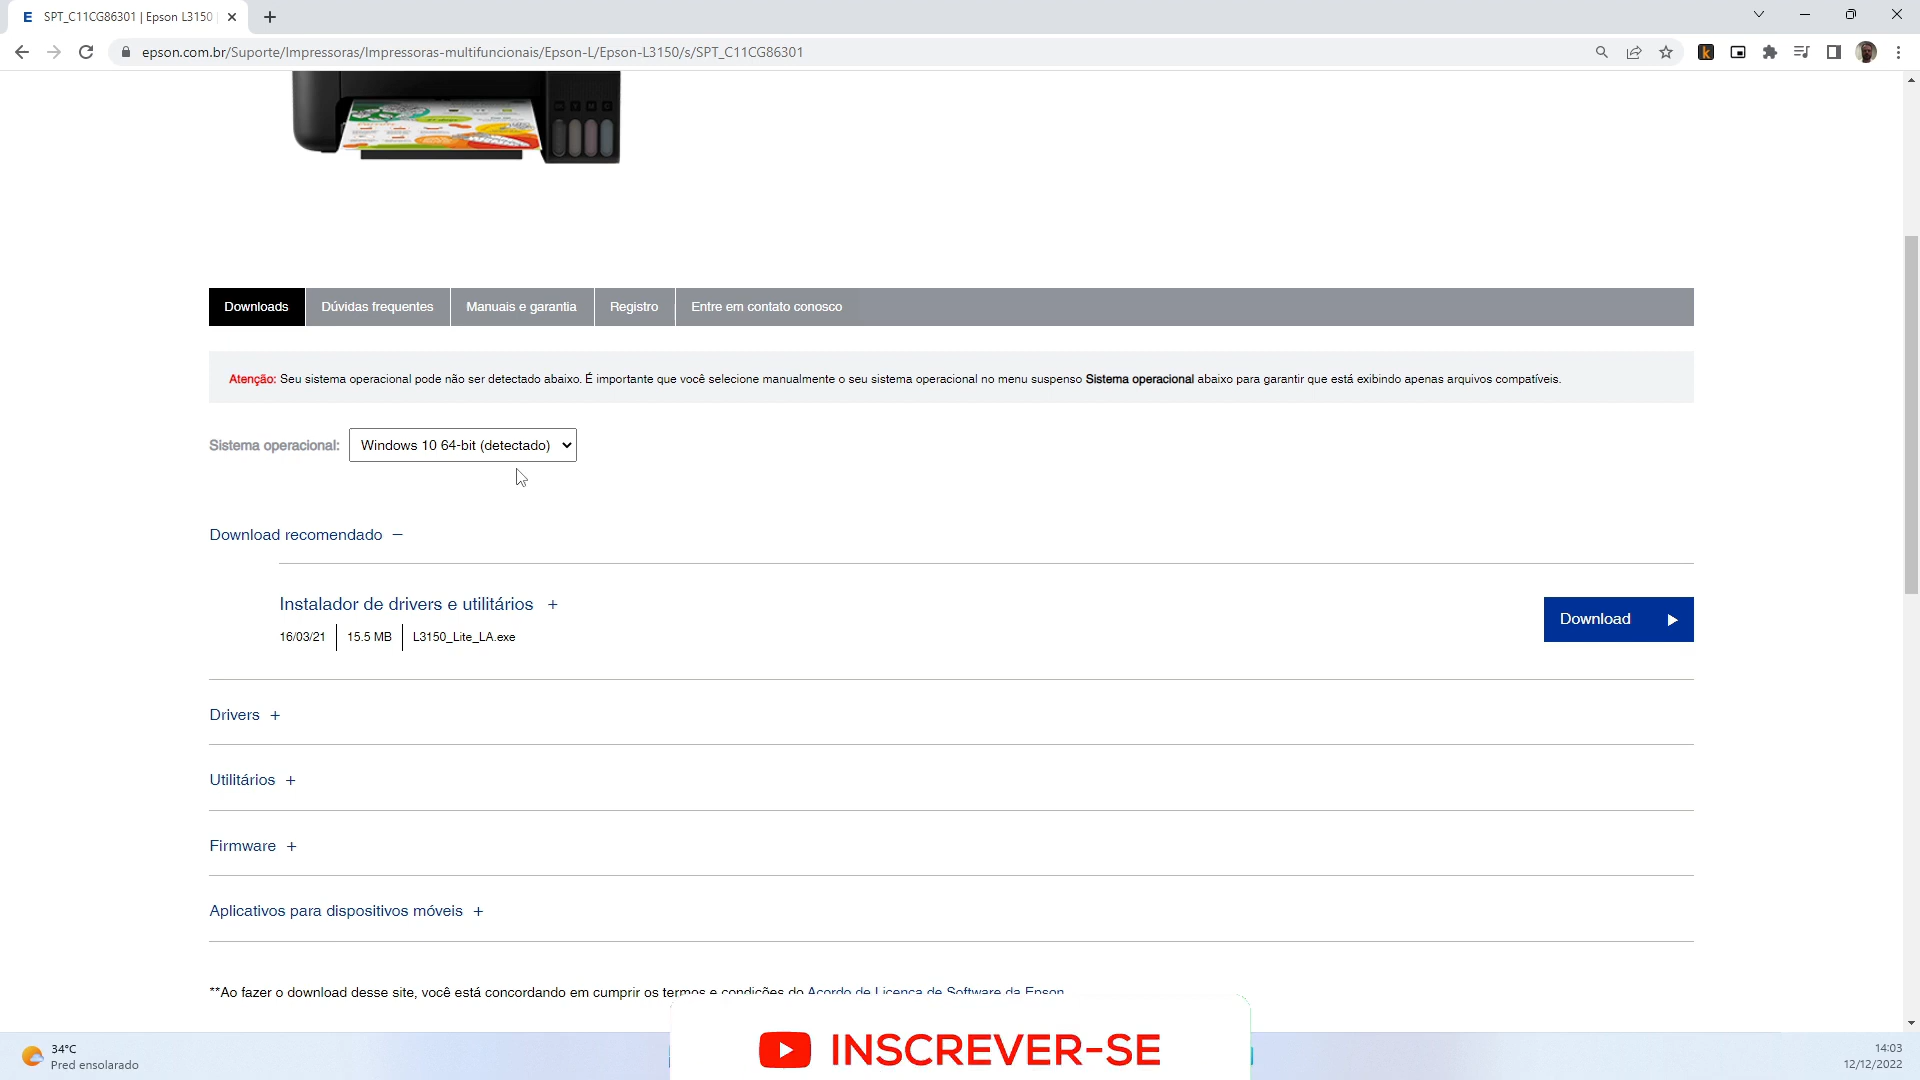 SPT_C11CG86301 | Epson L3150
epson.com.br/Suporte/Impressoras/Impressoras-multifuncionais/Epson-L/Epson-L3150/s/SPT_C11CG86301
Downloads
Dúvidas frequentes
Manuais e garantia
Registro
Entre em contato conosco
Atenção: Seu sistema operacional pode não ser detectado abaixo. É importante que você selecione manualmente o seu sistema operacional no menu suspenso Sistema operacional abaixo para garantir que está exibindo apenas arquivos compatíveis.
Sistema operacional: Windows 10 64-bit (detectado)
Download recomendado −
Instalador de drivers e utilitários +
16/03/21 | 15.5 MB | L3150_Lite_LA.exe
Download
Drivers +
Utilitários +
Firmware +
Aplicativos para dispositivos móveis +
**Ao fazer o download desse site, você está concordando em cumprir os termos e condições do Acordo de Licença de Software da Epson
INSCREVER-SE
34°C
Pred ensolarado
14:03
12/12/2022